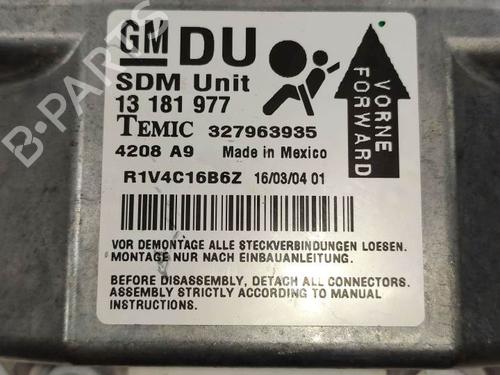 GM DU
SDM Unit
13 181 977
TEMIC 327963935
4208 A9 Made in Mexico
R1V4C16B6Z 16/03/04 01
VORNE
FORWARD
VOR DEMONTAGE ALLE STECKVERBINDUNGEN LOESEN.
MONTAGE NUR NACH EINBAUANLEITUNG.
BEFORE DISASSEMBLY, DETACH ALL CONNECTORS.
ASSEMBLY STRICTLY ACCORDING TO MANUAL
INSTRUCTIONS.